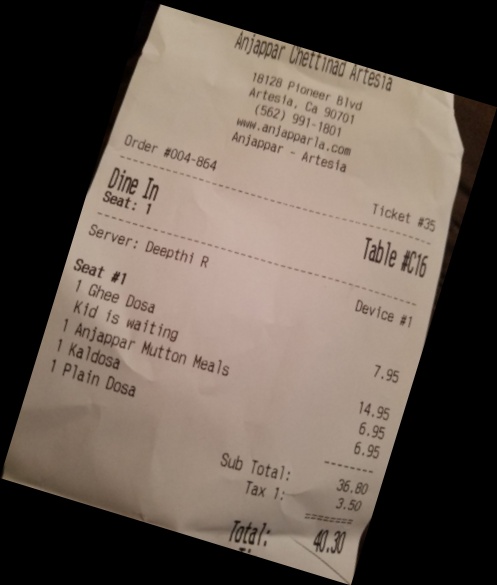 Anjappar Chettinad Artesia
18128 Pioneer Blvd
Artesia, Ca 90701
(562) 991-1801
www.anjapparla.com
Anjappar - Artesia
Order #004-864 Ticket #35
Dine In Table #C16
Seat: 1
Server: Deepthi R Device #1
Seat #1
1 Ghee Dosa 7.95
Kid is waiting
1 Anjappar Mutton Meals 14.95
1 Kaldosa 6.95
1 Plain Dosa 6.95
Sub Total: 36.80
Tax 1: 3.50
Total: 40.30